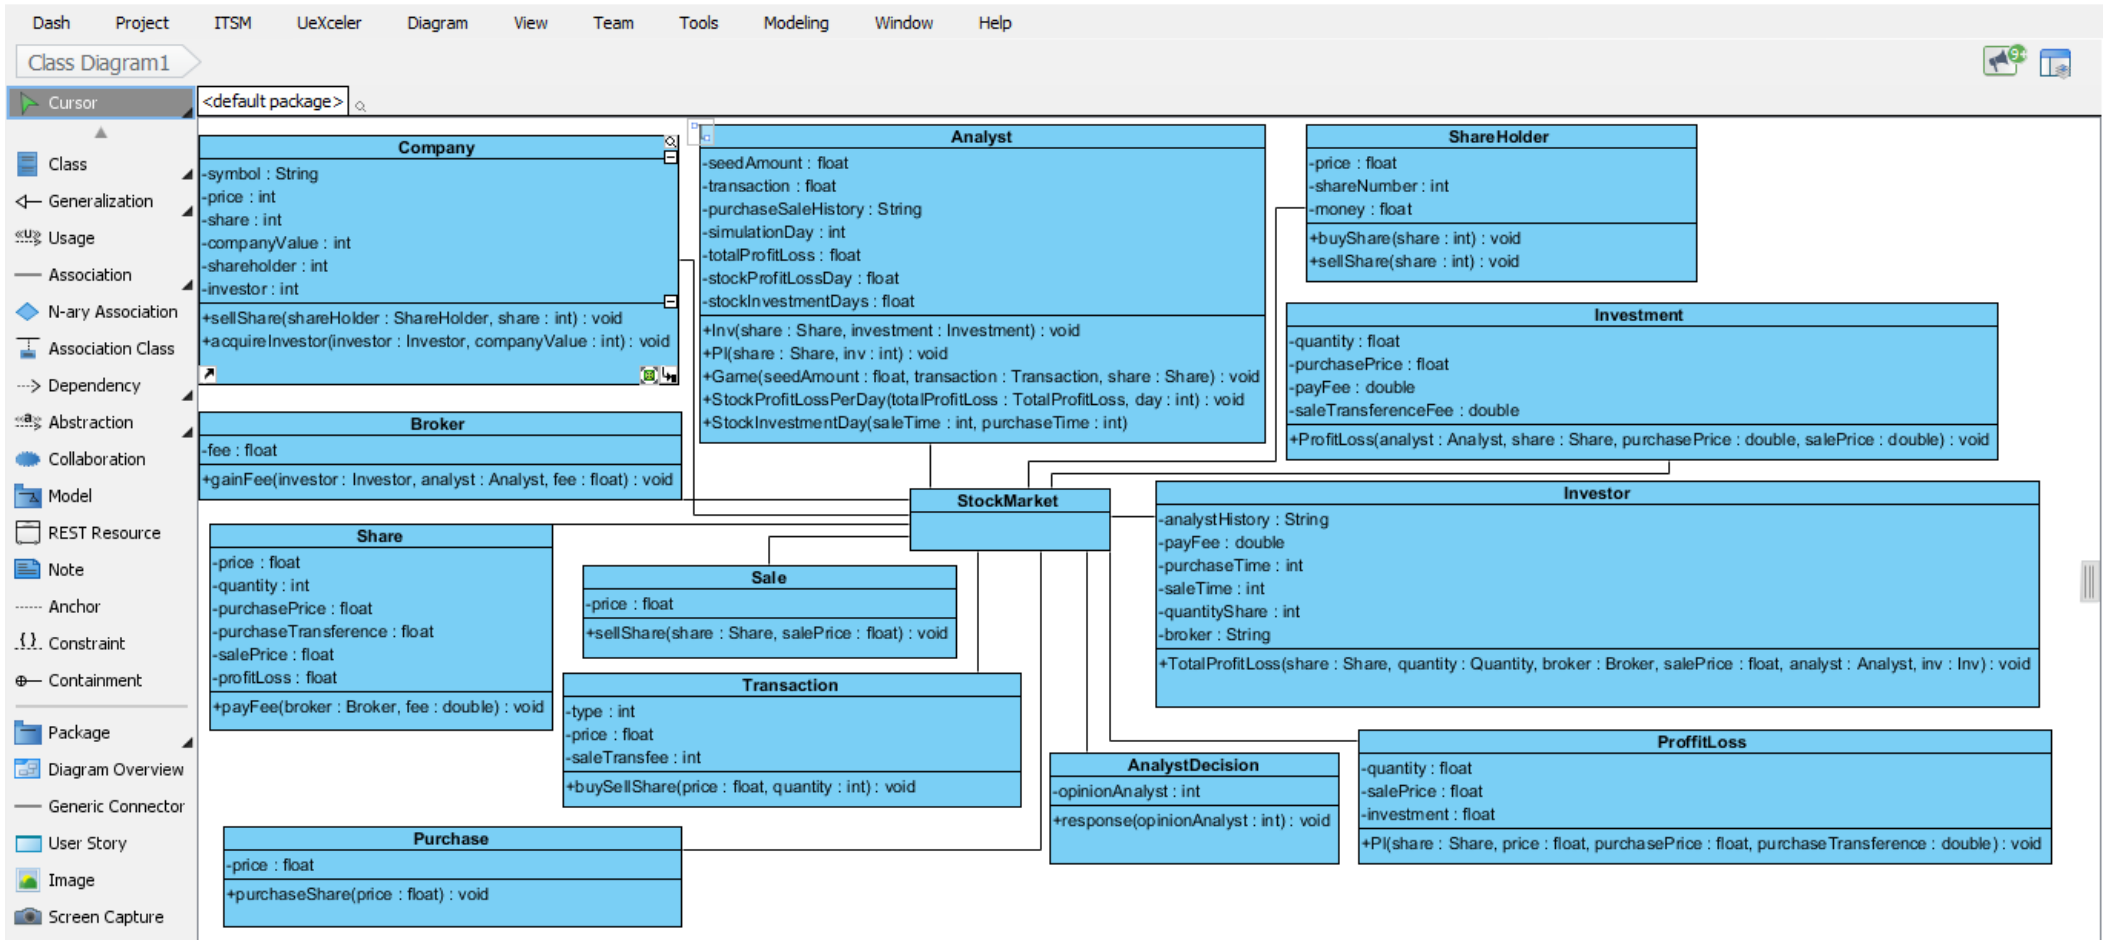 Dash Project ITSM UeXceler Diagram View Team Tools Modeling Window Help
Class Diagram1
9+
Cursor
Class
Generalization
«U» Usage
Association
N-ary Association
Association Class
Dependency
«a» Abstraction
Collaboration
Model
REST Resource
Note
Anchor
{} Constraint
Containment
Package
Diagram Overview
Generic Connector
User Story
Image
Screen Capture
<default package>
Company
-symbol : String
-price : int
-share : int
-companyValue : int
-shareholder : int
-investor : int
+sellShare(shareHolder : ShareHolder, share : int) : void
+acquireInvestor(investor : Investor, companyValue : int) : void
Analyst
-seedAmount : float
-transaction : float
-purchaseSaleHistory : String
-simulationDay : int
-totalProfitLoss : float
-stockProfitLossDay : float
-stockInvestmentDays : float
+Inv(share : Share, investment : Investment) : void
+Pl(share : Share, inv : int) : void
+Game(seedAmount : float, transaction : Transaction, share : Share) : void
+StockProfitLossPerDay(totalProfitLoss : TotalProfitLoss, day : int) : void
+StockInvestmentDay(saleTime : int, purchaseTime : int)
ShareHolder
-price : float
-shareNumber : int
-money : float
+buyShare(share : int) : void
+sellShare(share : int) : void
Investment
-quantity : float
-purchasePrice : float
-payFee : double
-saleTransferenceFee : double
+ProfitLoss(analyst : Analyst, share : Share, purchasePrice : double, salePrice : double) : void
Broker
-fee : float
+gainFee(investor : Investor, analyst : Analyst, fee : float) : void
StockMarket
Investor
-analystHistory : String
-payFee : double
-purchaseTime : int
-saleTime : int
-quantityShare : int
-broker : String
+TotalProfitLoss(share : Share, quantity : Quantity, broker : Broker, salePrice : float, analyst : Analyst, inv : Inv) : void
Share
-price : float
-quantity : int
-purchasePrice : float
-purchaseTransference : float
-salePrice : float
-profitLoss : float
+payFee(broker : Broker, fee : double) : void
Sale
-price : float
+sellShare(share : Share, salePrice : float) : void
Transaction
-type : int
-price : float
-saleTransfee : int
+buySellShare(price : float, quantity : int) : void
AnalystDecision
-opinionAnalyst : int
+response(opinionAnalyst : int) : void
ProffitLoss
-quantity : float
-salePrice : float
-investment : float
+Pl(share : Share, price : float, purchasePrice : float, purchaseTransference : double) : void
Purchase
-price : float
+purchaseShare(price : float) : void